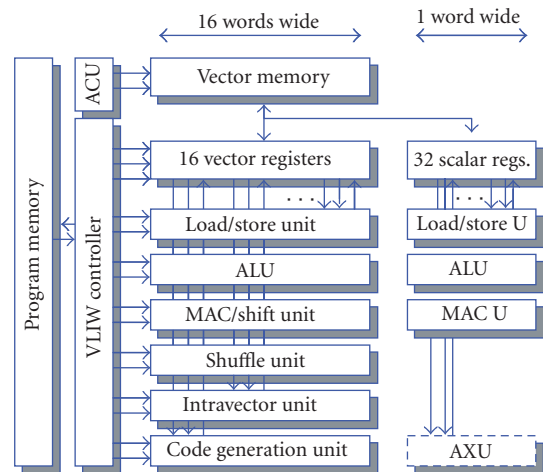 16 words wide
1 word wide
ACU
Vector memory
Program memory
VLIW controller
16 vector registers
32 scalar regs.
. . .
. . .
Load/store unit
Load/store U
ALU
ALU
MAC/shift unit
MAC U
Shuffle unit
Intravector unit
Code generation unit
AXU